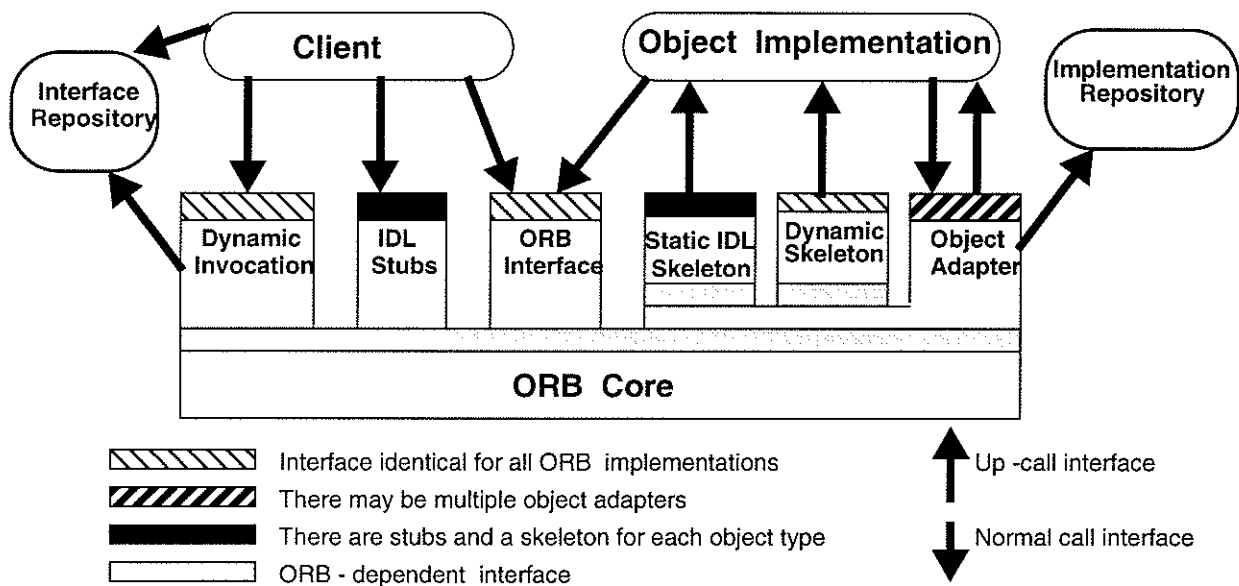 Client
Object Implementation
Interface
Repository
Implementation
Repository
Dynamic
Invocation
IDL
Stubs
ORB
Interface
Static IDL
Skeleton
Dynamic
Skeleton
Object
Adapter
ORB Core
Interface identical for all ORB implementations
There may be multiple object adapters
There are stubs and a skeleton for each object type
ORB - dependent interface
Up -call interface
Normal call interface